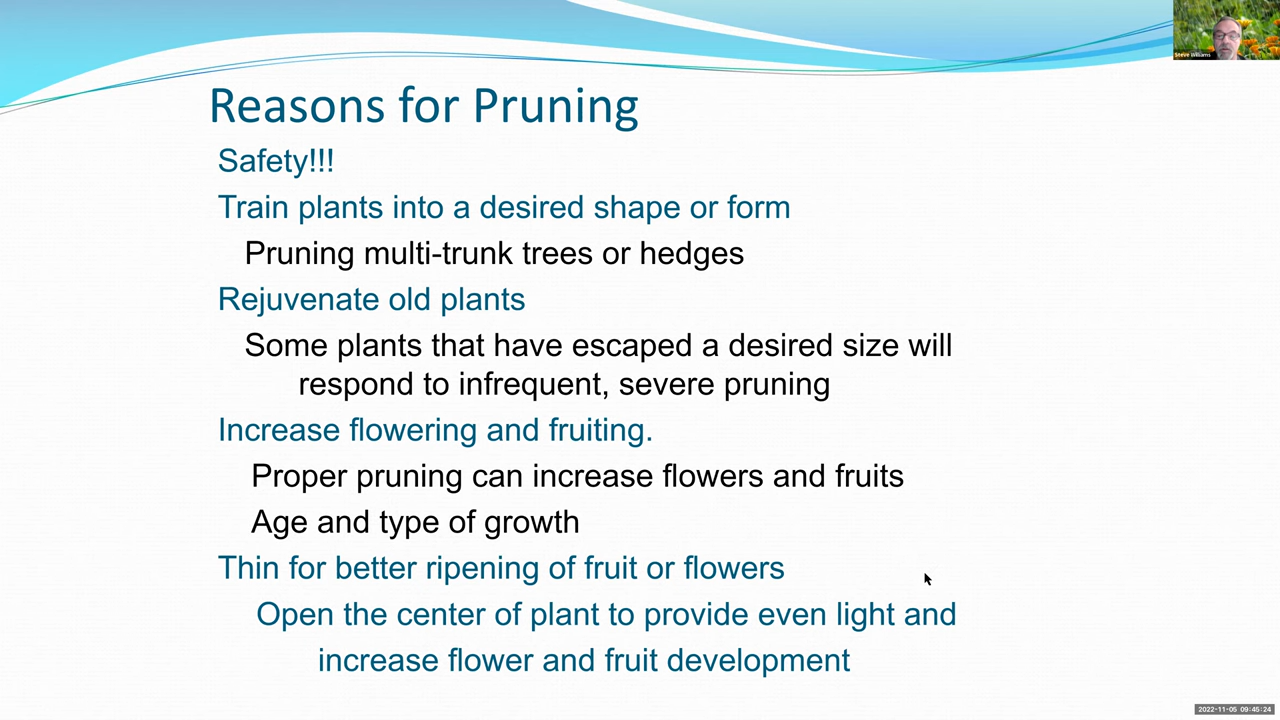 Steve Williams
Reasons for Pruning
Safety!!!
Train plants into a desired shape or form
Pruning multi-trunk trees or hedges
Rejuvenate old plants
Some plants that have escaped a desired size will
respond to infrequent, severe pruning
Increase flowering and fruiting.
Proper pruning can increase flowers and fruits
Age and type of growth
Thin for better ripening of fruit or flowers
Open the center of plant to provide even light and
increase flower and fruit development
2022-11-05 09:45:24